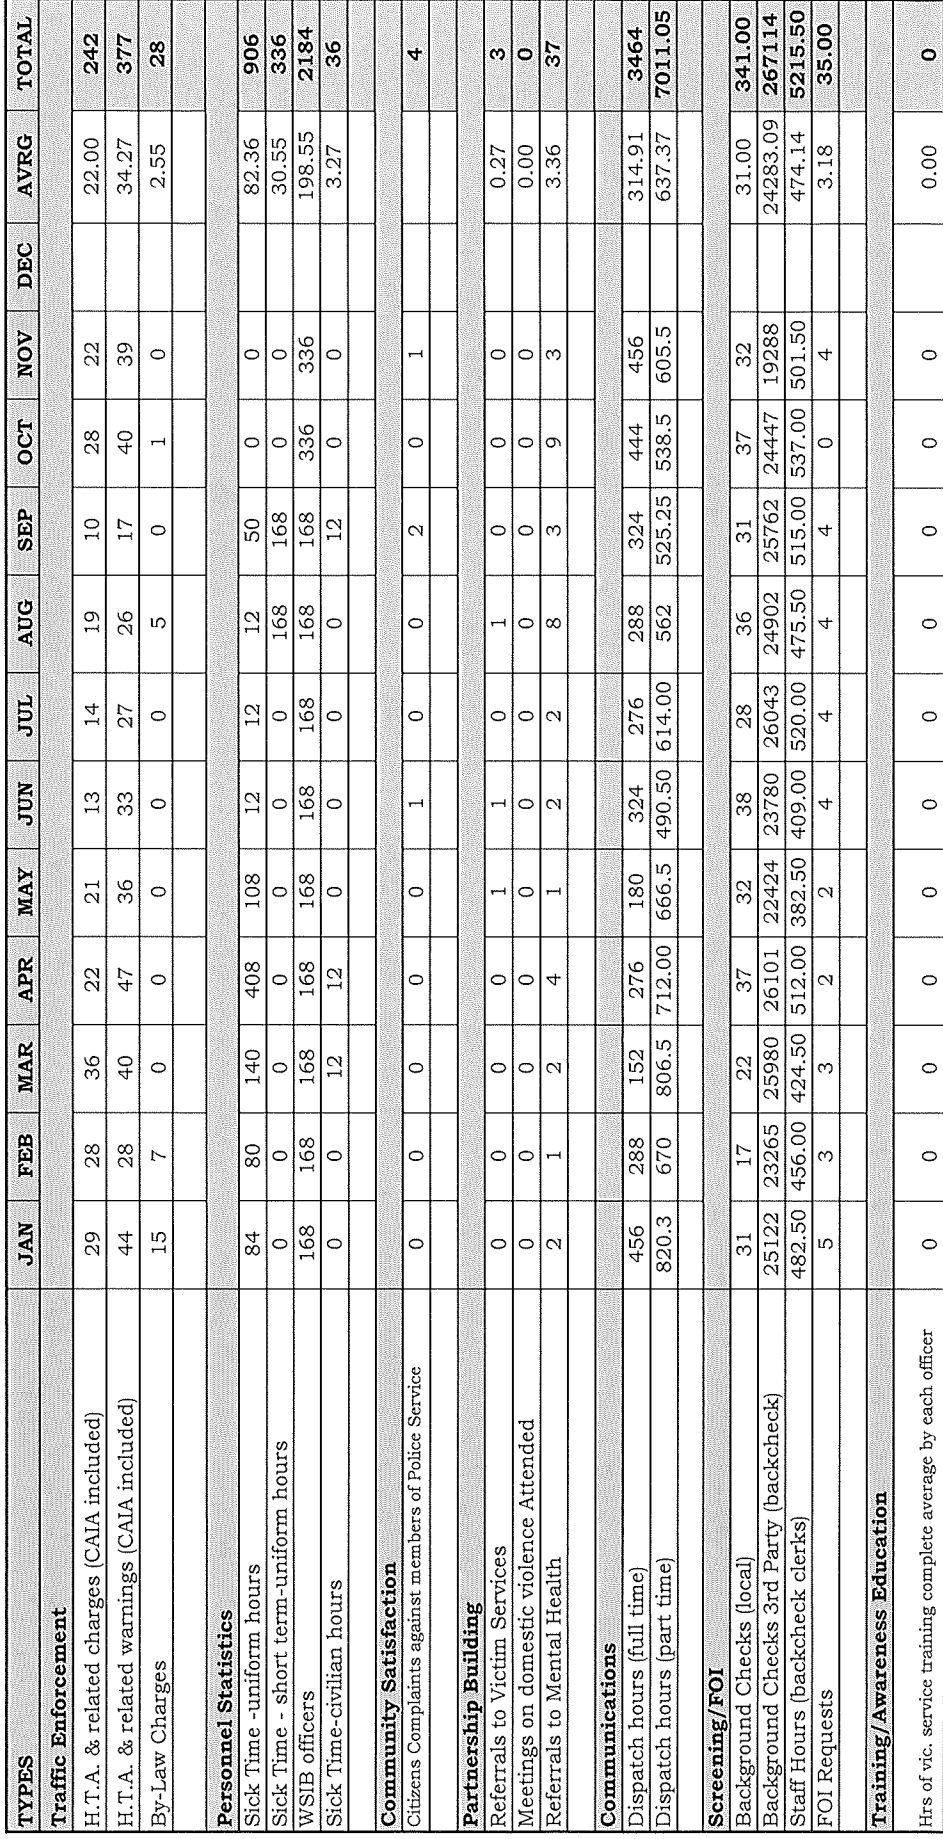 TYPES JAN FEB MAR APR MAY JUN JUL AUG SEP OCT NOV DEC AVRG TOTAL
Traffic Enforcement
H.T.A. & related charges (CAIA included) 29 28 36 22 21 13 14 19 10 28 22 22.00 242
H.T.A. & related warnings (CAIA included) 44 28 40 47 36 33 27 26 17 40 39 34.27 377
By-Law Charges 15 7 0 0 0 0 0 5 0 1 0 2.55 28
Personnel Statistics
Sick Time -uniform hours 84 80 140 408 108 12 12 12 50 0 0 82.36 906
Sick Time - short term-uniform hours 0 0 0 0 0 0 0 168 168 0 0 30.55 336
WSIB officers 168 168 168 168 168 168 168 168 168 336 336 198.55 2184
Sick Time-civilian hours 0 0 12 12 0 0 0 0 12 0 0 3.27 36
Community Satisfaction
Citizens Complaints against members of Police Service 0 0 0 0 0 1 0 0 2 0 1 4
Partnership Building
Referrals to Victim Services 0 0 0 0 1 1 0 1 0 0 0 0.27 3
Meetings on domestic violence Attended 0 0 0 0 0 0 0 0 0 0 0 0.00 0
Referrals to Mental Health 2 1 2 4 1 2 2 8 3 9 3 3.36 37
Communications
Dispatch hours (full time) 456 288 152 276 180 324 276 288 324 444 456 314.91 3464
Dispatch hours (part time) 820.3 670 806.5 712.00 666.5 490.50 614.00 562 525.25 538.5 605.5 637.37 7011.05
Screening/FOI
Background Checks (local) 31 17 22 37 32 38 28 36 31 37 32 31.00 341.00
Background Checks 3rd Party (backcheck) 25122 23265 25980 26101 22424 23780 26043 24902 25762 24447 19288 24283.09 267114
Staff Hours (backcheck clerks) 482.50 456.00 424.50 512.00 382.50 409.00 520.00 475.50 515.00 537.00 501.50 474.14 5215.50
FOI Requests 5 3 3 2 2 4 4 4 4 0 4 3.18 35.00
Training/Awareness Education
Hrs of vic. service training complete average by each officer 0 0 0 0 0 0 0 0 0 0 0 0.00 0